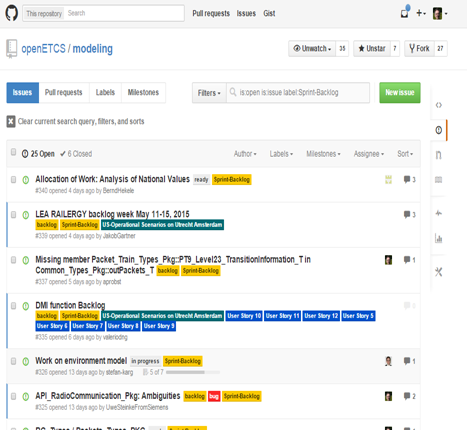 This repository Search Pull requests Issues Gist
openETCS / modeling Unwatch 35 Unstar 7 Fork 27
Issues Pull requests Labels Milestones Filters is:open is:issue label:Sprint-Backlog New issue
Clear current search query, filters, and sorts
25 Open 6 Closed Author Labels Milestones Assignee Sort
Allocation of Work: Analysis of National Values ready Sprint-Backlog 3
#340 opened 4 days ago by BerndHekele
LEA RAILERGY backlog week May 11-15, 2015 3
backlog Sprint-Backlog US-Operational Scenarios on Utrecht Amsterdam
#339 opened 4 days ago by JakobGartner
Missing member Packet_Train_Types_Pkg::PT9_Level23_TransitionInformation_T in 1
Common_Types_Pkg::outPackets_T backlog Sprint-Backlog
#337 opened 5 days ago by aprobst
DMI function Backlog
backlog Sprint-Backlog US-Operational Scenarios on Utrecht Amsterdam User Story 10 User Story 11 User Story 12 User Story 5
User Story 6 User Story 7 User Story 8 User Story 9
#335 opened 6 days ago by valeriodng
Work on environment model in progress Sprint-Backlog 1
#326 opened 13 days ago by stefan-karg 5 of 7
API_RadioCommunication_Pkg: Ambiguities backlog bug Sprint-Backlog 2
#325 opened 13 days ago by UweSteinkeFromSiemens